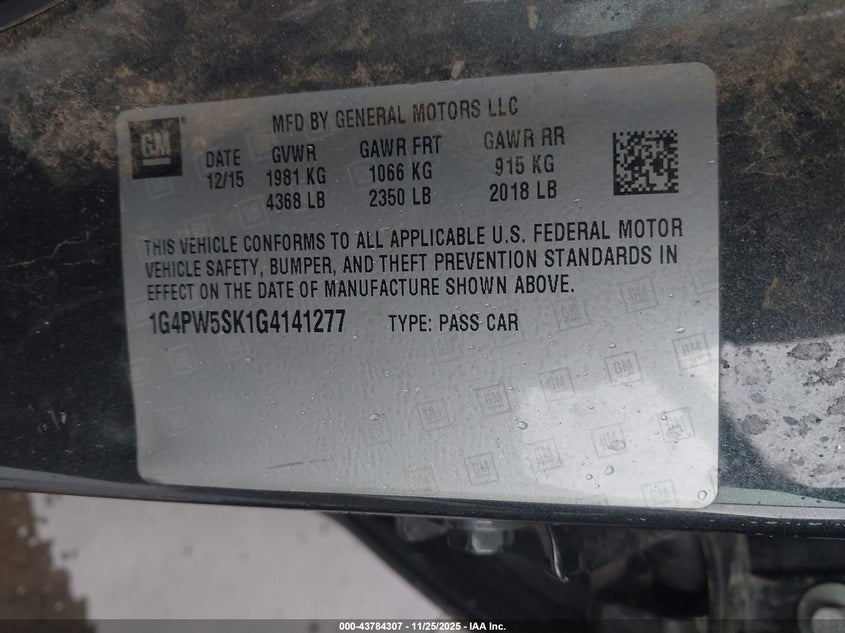 MFD BY GENERAL MOTORS LLC
GM®
DATE GVWR GAWR FRT GAWR RR
12/15 1981 KG 1066 KG 915 KG
4368 LB 2350 LB 2018 LB
THIS VEHICLE CONFORMS TO ALL APPLICABLE U.S. FEDERAL MOTOR
VEHICLE SAFETY, BUMPER, AND THEFT PREVENTION STANDARDS IN
EFFECT ON THE DATE OF MANUFACTURE SHOWN ABOVE.
1G4PW5SK1G4141277 TYPE: PASS CAR
000-43784307 - 11/25/2025 - IAA Inc.